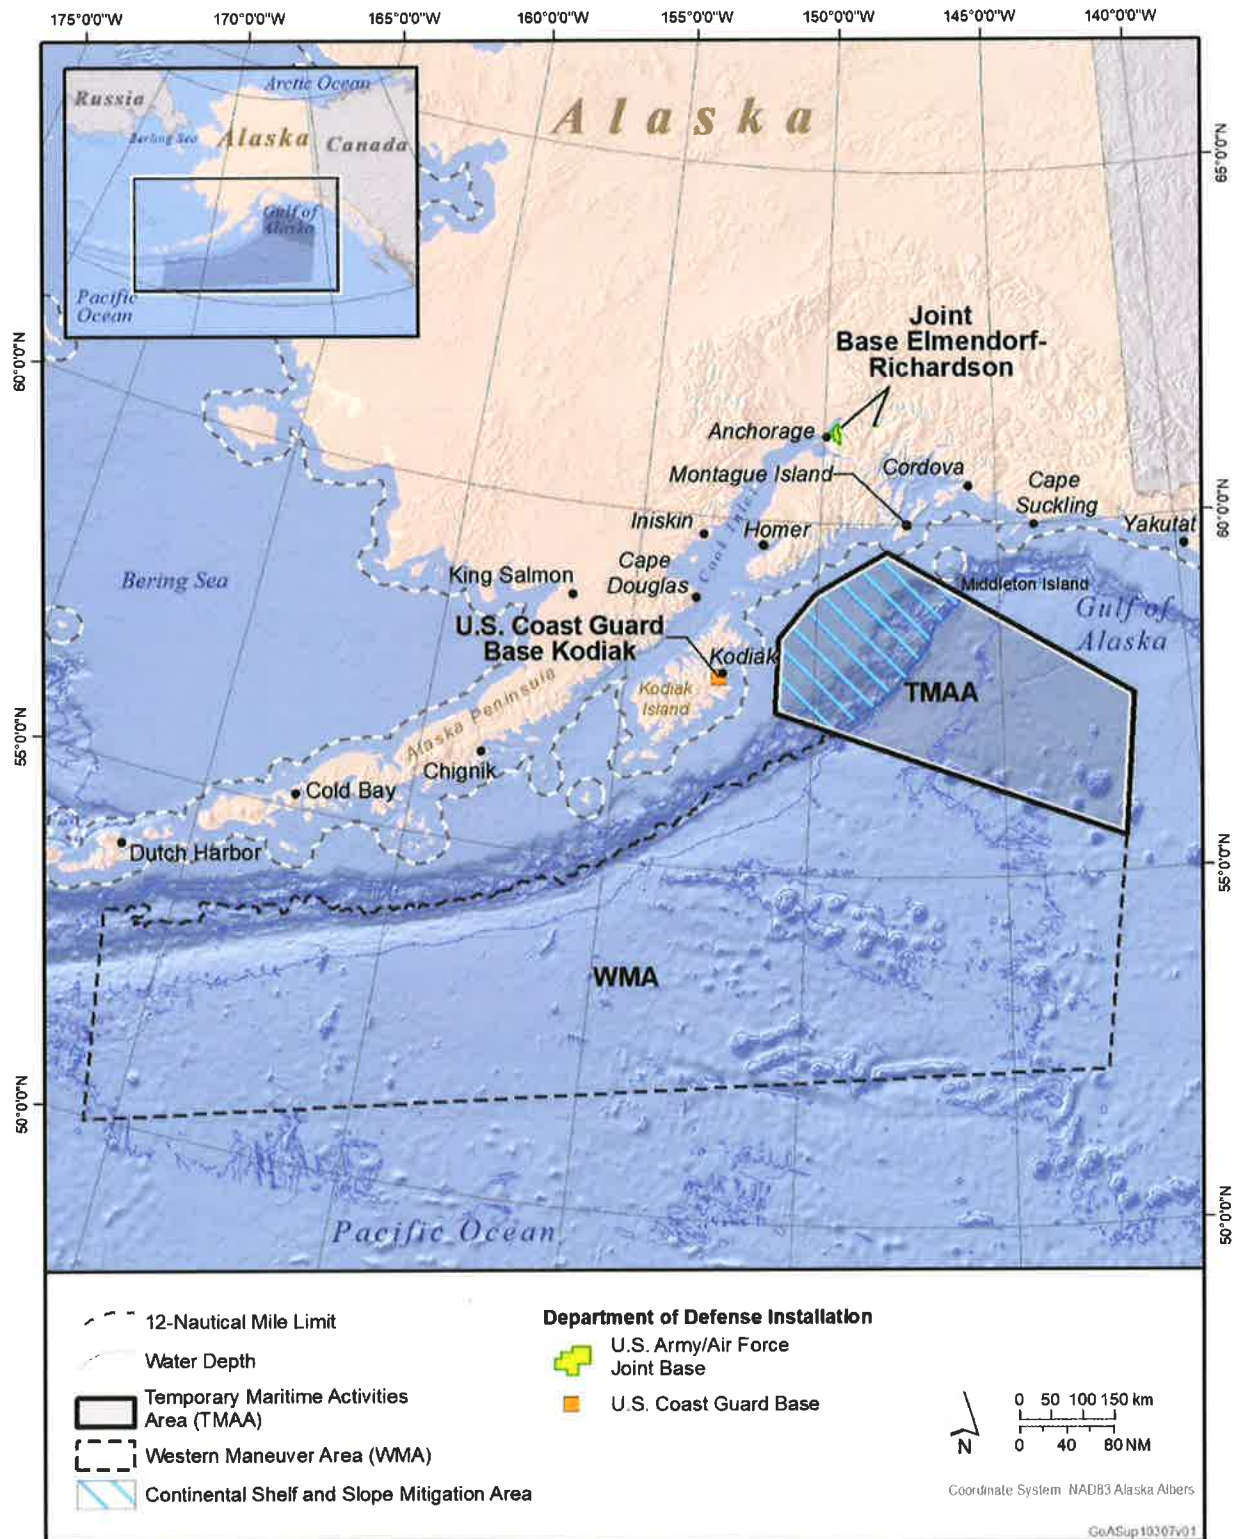 175°0'0"W 170°0'0"W 165°0'0"W 160°0'0"W 155°0'0"W 150°0'0"W 145°0'0"W 140°0'0"W
Arctic Ocean
Russia
Bering Sea
Alaska
Canada
Gulf of
Alaska
Pacific
Ocean
Alaska
65°0'0"N
60°0'0"N
Joint
Base Elmendorf-
Richardson
Anchorage
Montague Island
Cordova
Cape
Suckling
Yakutat
60°0'0"N
Iniskin
Homer
Cook Inlet
Cape
Douglas
King Salmon
Bering Sea
Middleton Island
Gulf of
Alaska
U.S. Coast Guard
Base Kodiak
Kodiak
Kodiak
Island
TMAA
Alaska Peninsula
55°0'0"N
Chignik
Cold Bay
Dutch Harbor
55°0'0"N
WMA
50°0'0"N
50°0'0"N
Pacific Ocean
12-Nautical Mile Limit
Water Depth
Temporary Maritime Activities
Area (TMAA)
Western Maneuver Area (WMA)
Continental Shelf and Slope Mitigation Area
Department of Defense Installation
U.S. Army/Air Force
Joint Base
U.S. Coast Guard Base
N
0 50 100 150 km
0 40 80 NM
Coordinate System NAD83 Alaska Albers
GoASup10307v01